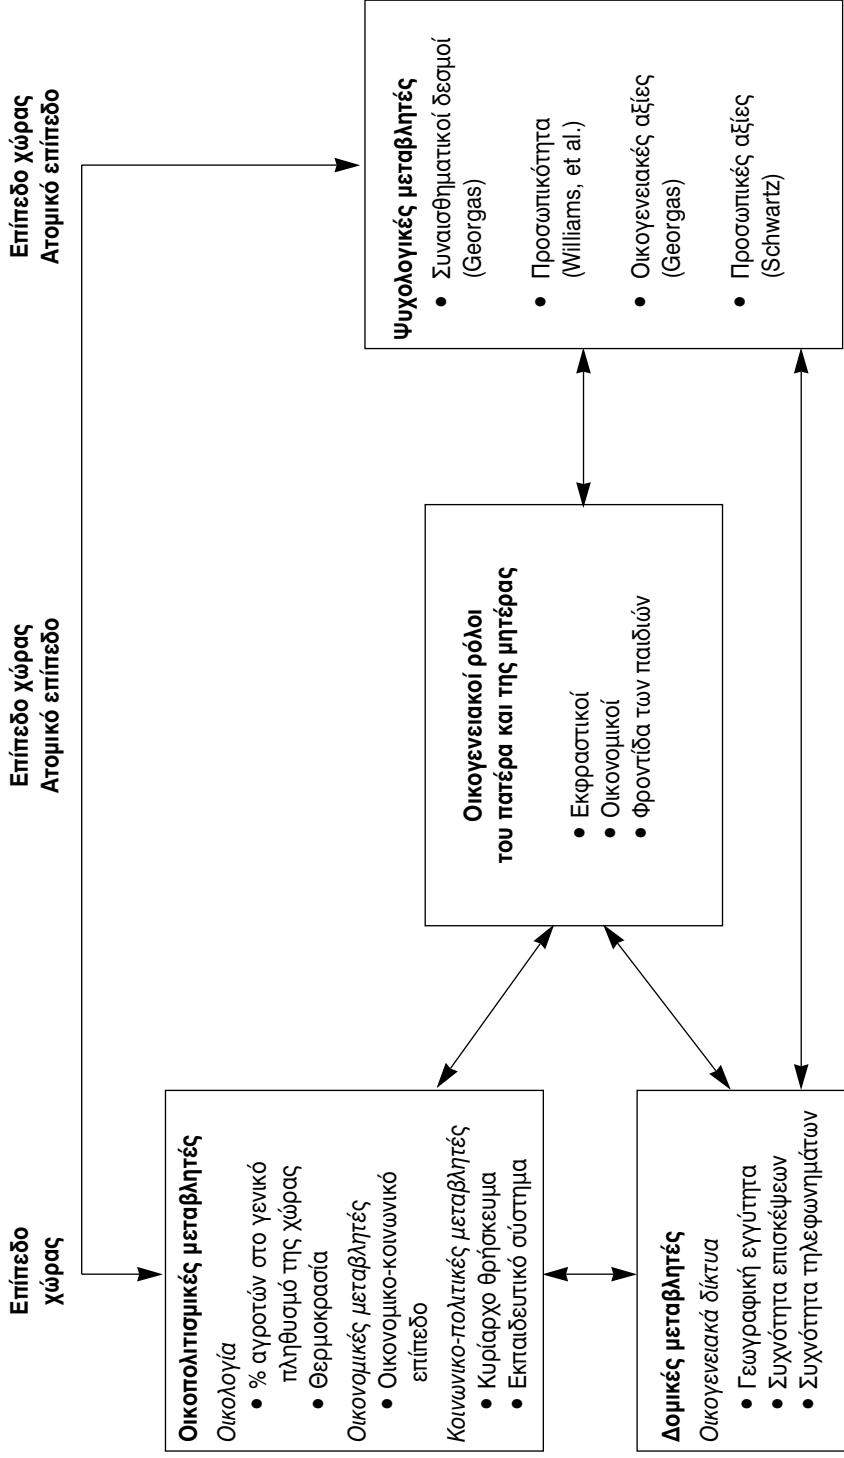 Επίπεδο
χώρας
Επίπεδο χώρας
Ατομικό επίπεδο
Επίπεδο χώρας
Ατομικό επίπεδο
Οικοπολιτισμικές μεταβλητές
Οικολογία
● % αγροτών στο γενικό
πληθυσμό της χώρας
● Θερμοκρασία
Οικονομικές μεταβλητές
● Οικονομικο-κοινωνικό
επίπεδο
Κοινωνικο-πολιτικές μεταβλητές
● Κυρίαρχο θρήσκευμα
● Εκπαιδευτικό σύστημα
Δομικές μεταβλητές
Οικογενειακά δίκτυα
● Γεωγραφική εγγύτητα
● Συχνότητα επισκέψεων
● Συχνότητα τηλεφωνημάτων
Οικογενειακοί ρόλοι
του πατέρα και της μητέρας
● Εκφραστικοί
● Οικονομικοί
● Φροντίδα των παιδιών
Ψυχολογικές μεταβλητές
● Συναισθηματικοί δεσμοί
(Georgas)
● Προσωπικότητα
(Williams, et al.)
● Οικογενειακές αξίες
(Georgas)
● Προσωπικές αξίες
(Schwartz)